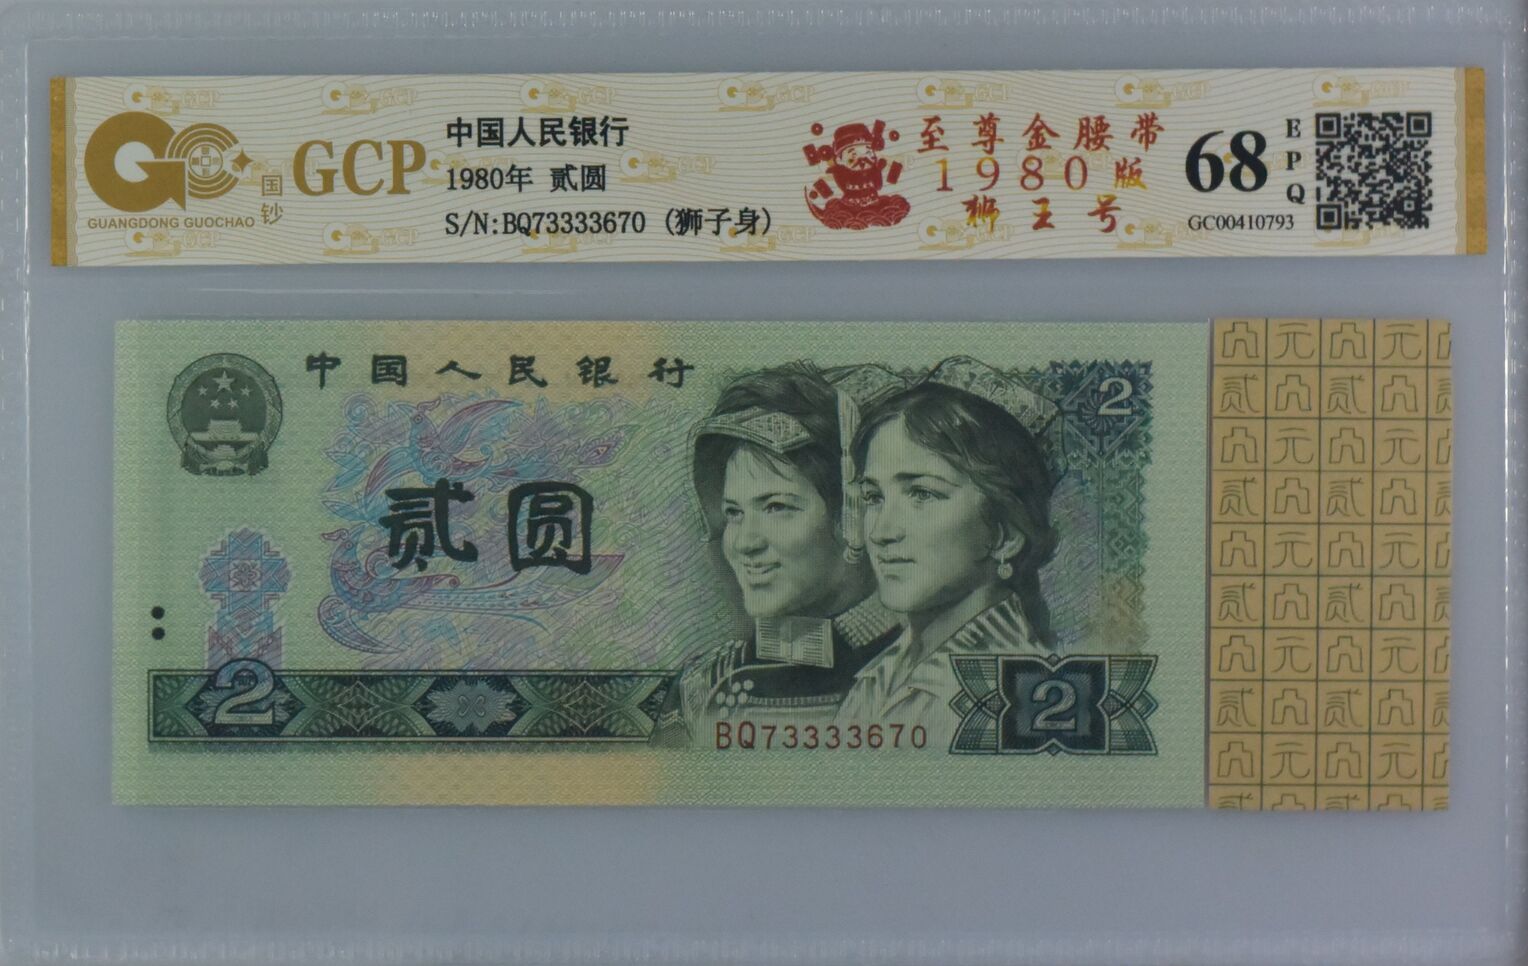 GCP
国钞
GUANGDONG GUOCHAO
中国人民银行
1980年 贰圆
S/N:BQ73333670 (狮子身)
至尊金腰带
1980版
狮王号
68
EPQ
GC00410793
中国人民银行
2
贰圆
2
BQ73333670
2